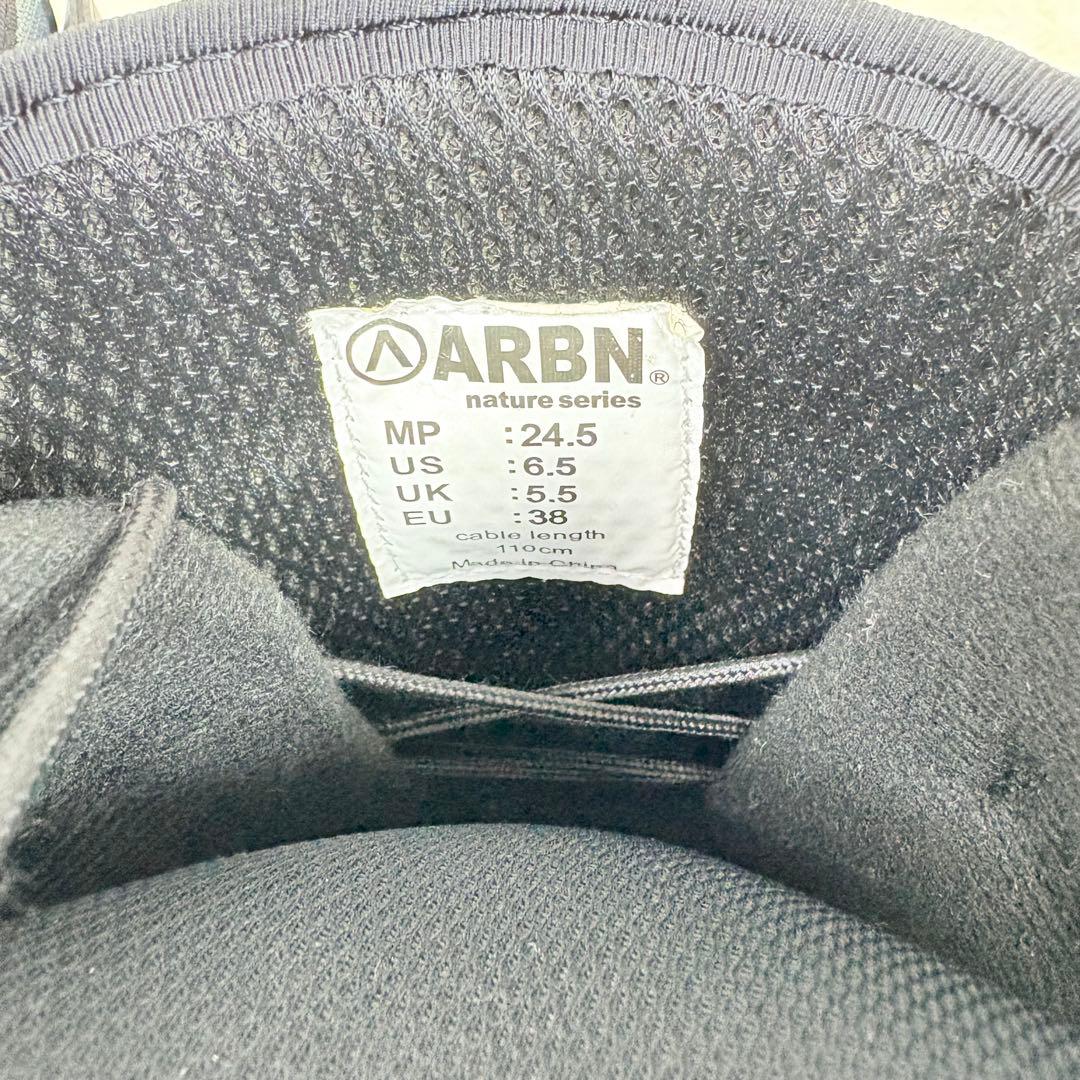 ARBN®
nature series
MP : 24.5
US : 6.5
UK : 5.5
EU : 38
cable length
110cm
Made in China